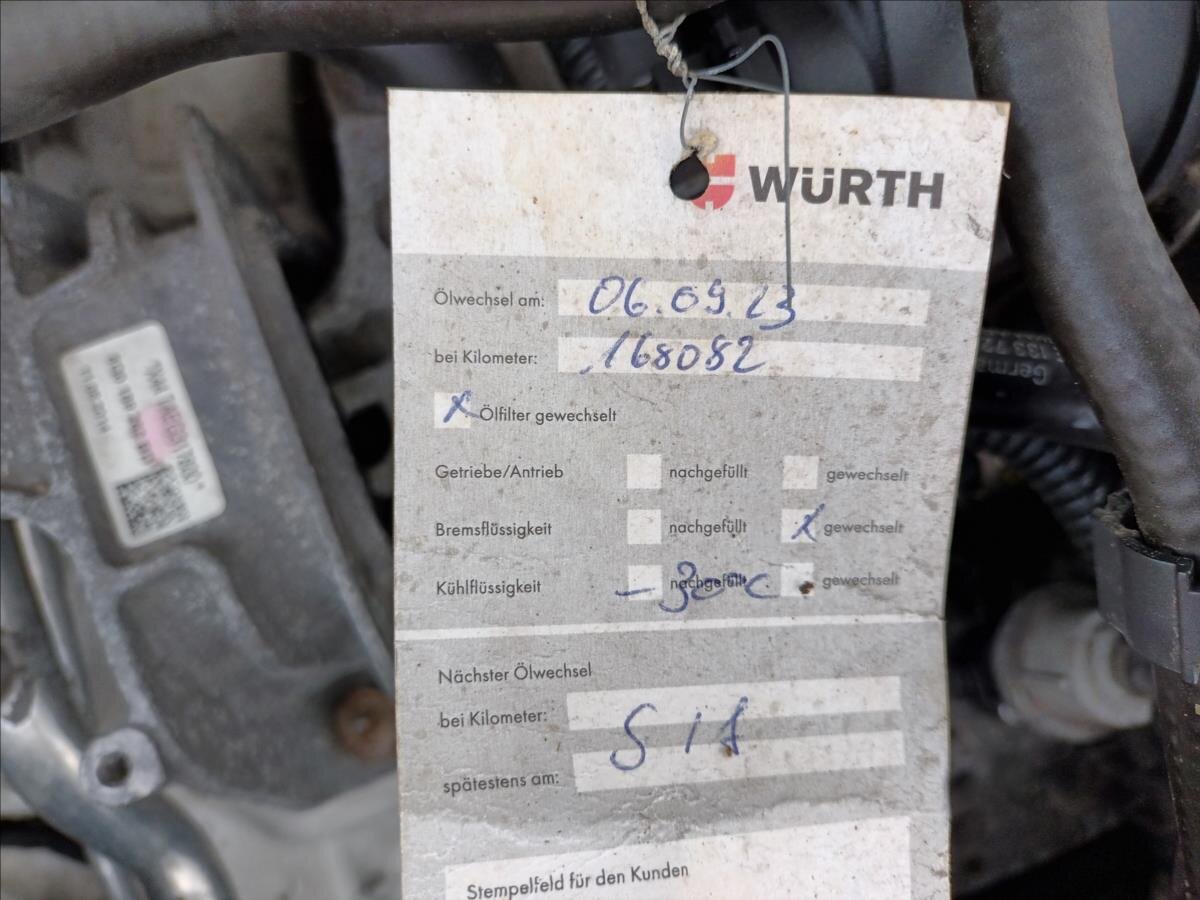 WÜRTH
Ölwechsel am: 06.09.23
bei Kilometer: 168082
X Ölfilter gewechselt
Getriebe/Antrieb nachgefüllt gewechselt
Bremsflüssigkeit nachgefüllt X gewechselt
Kühlflüssigkeit nachgefüllt -30°C gewechselt
Nächster Ölwechsel
bei Kilometer:
spätestens am:
Stempelfeld für den Kunden
German